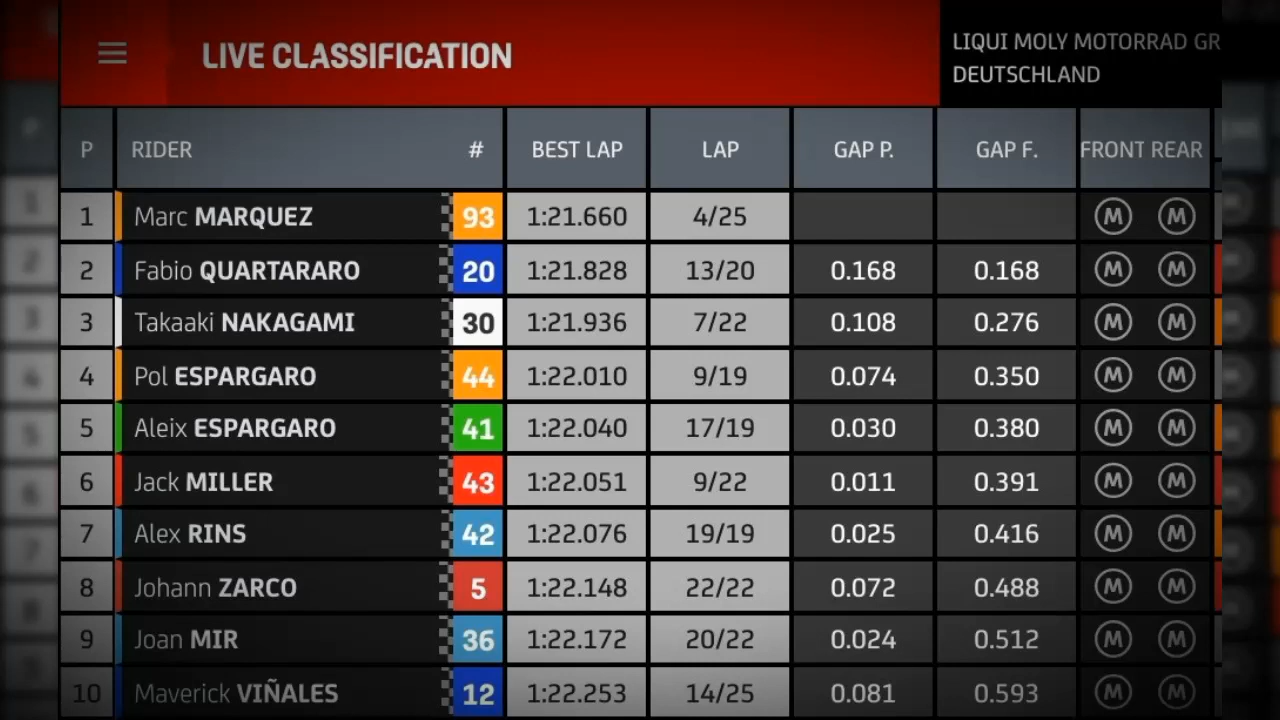 LIVE CLASSIFICATION
LIQUI MOLY MOTORRAD GR
DEUTSCHLAND
P RIDER # BEST LAP LAP GAP P. GAP F. FRONT REAR
1 Marc MARQUEZ 93 1:21.660 4/25 M M
2 Fabio QUARTARARO 20 1:21.828 13/20 0.168 0.168 M M
3 Takaaki NAKAGAMI 30 1:21.936 7/22 0.108 0.276 M M
4 Pol ESPARGARO 44 1:22.010 9/19 0.074 0.350 M M
5 Aleix ESPARGARO 41 1:22.040 17/19 0.030 0.380 M M
6 Jack MILLER 43 1:22.051 9/22 0.011 0.391 M M
7 Alex RINS 42 1:22.076 19/19 0.025 0.416 M M
8 Johann ZARCO 5 1:22.148 22/22 0.072 0.488 M M
9 Joan MIR 36 1:22.172 20/22 0.024 0.512 M M
10 Maverick VIÑALES 12 1:22.253 14/25 0.081 0.593 M M